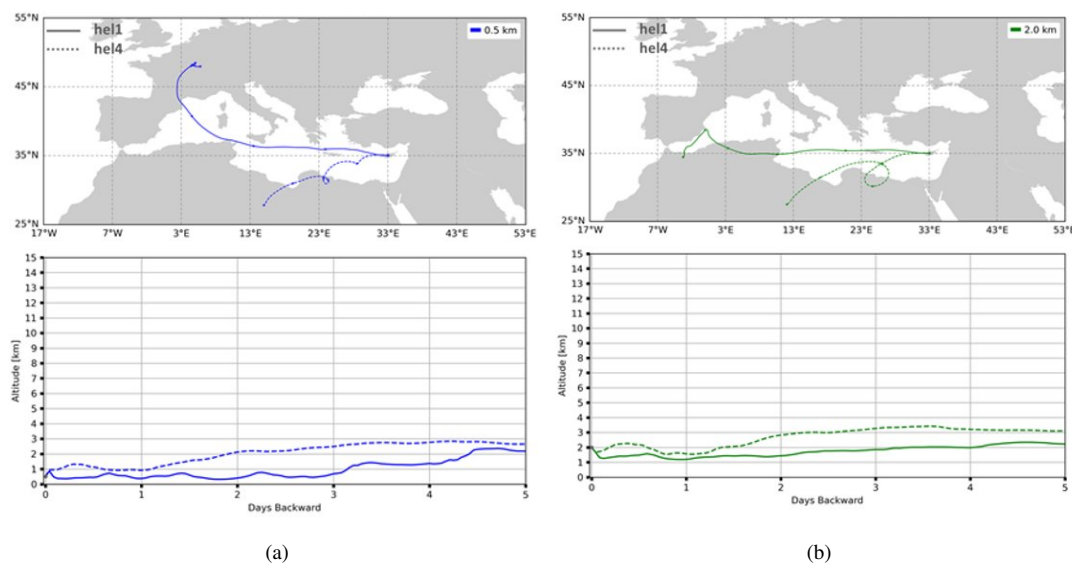 55°N
hel1
hel4
0.5 km
45°N
35°N
25°N
17°W 7°W 3°E 13°E 23°E 33°E 43°E 53°E
15
14
13
12
11
10
9
8
7
6
5
4
3
2
1
0
Altitude [km]
0 1 2 3 4 5
Days Backward
(a)
55°N
hel1
hel4
2.0 km
45°N
35°N
25°N
17°W 7°W 3°E 13°E 23°E 33°E 43°E 53°E
15
14
13
12
11
10
9
8
7
6
5
4
3
2
1
0
Altitude [km]
0 1 2 3 4 5
Days Backward
(b)